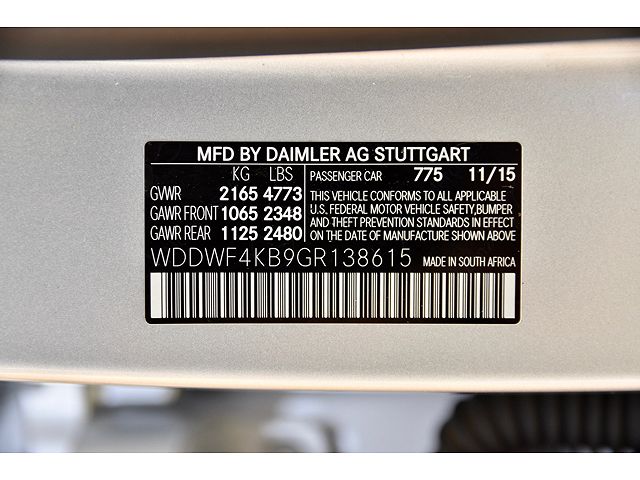 MFD BY DAIMLER AG STUTTGART
KG LBS PASSENGER CAR 775 11/15
GVWR 2165 4773 THIS VEHICLE CONFORMS TO ALL APPLICABLE
GAWR FRONT 1065 2348 U.S. FEDERAL MOTOR VEHICLE SAFETY,BUMPER
GAWR REAR 1125 2480 AND THEFT PREVENTION STANDARDS IN EFFECT
ON THE DATE OF MANUFACTURE SHOWN ABOVE
WDDWF4KB9GR138615 MADE IN SOUTH AFRICA